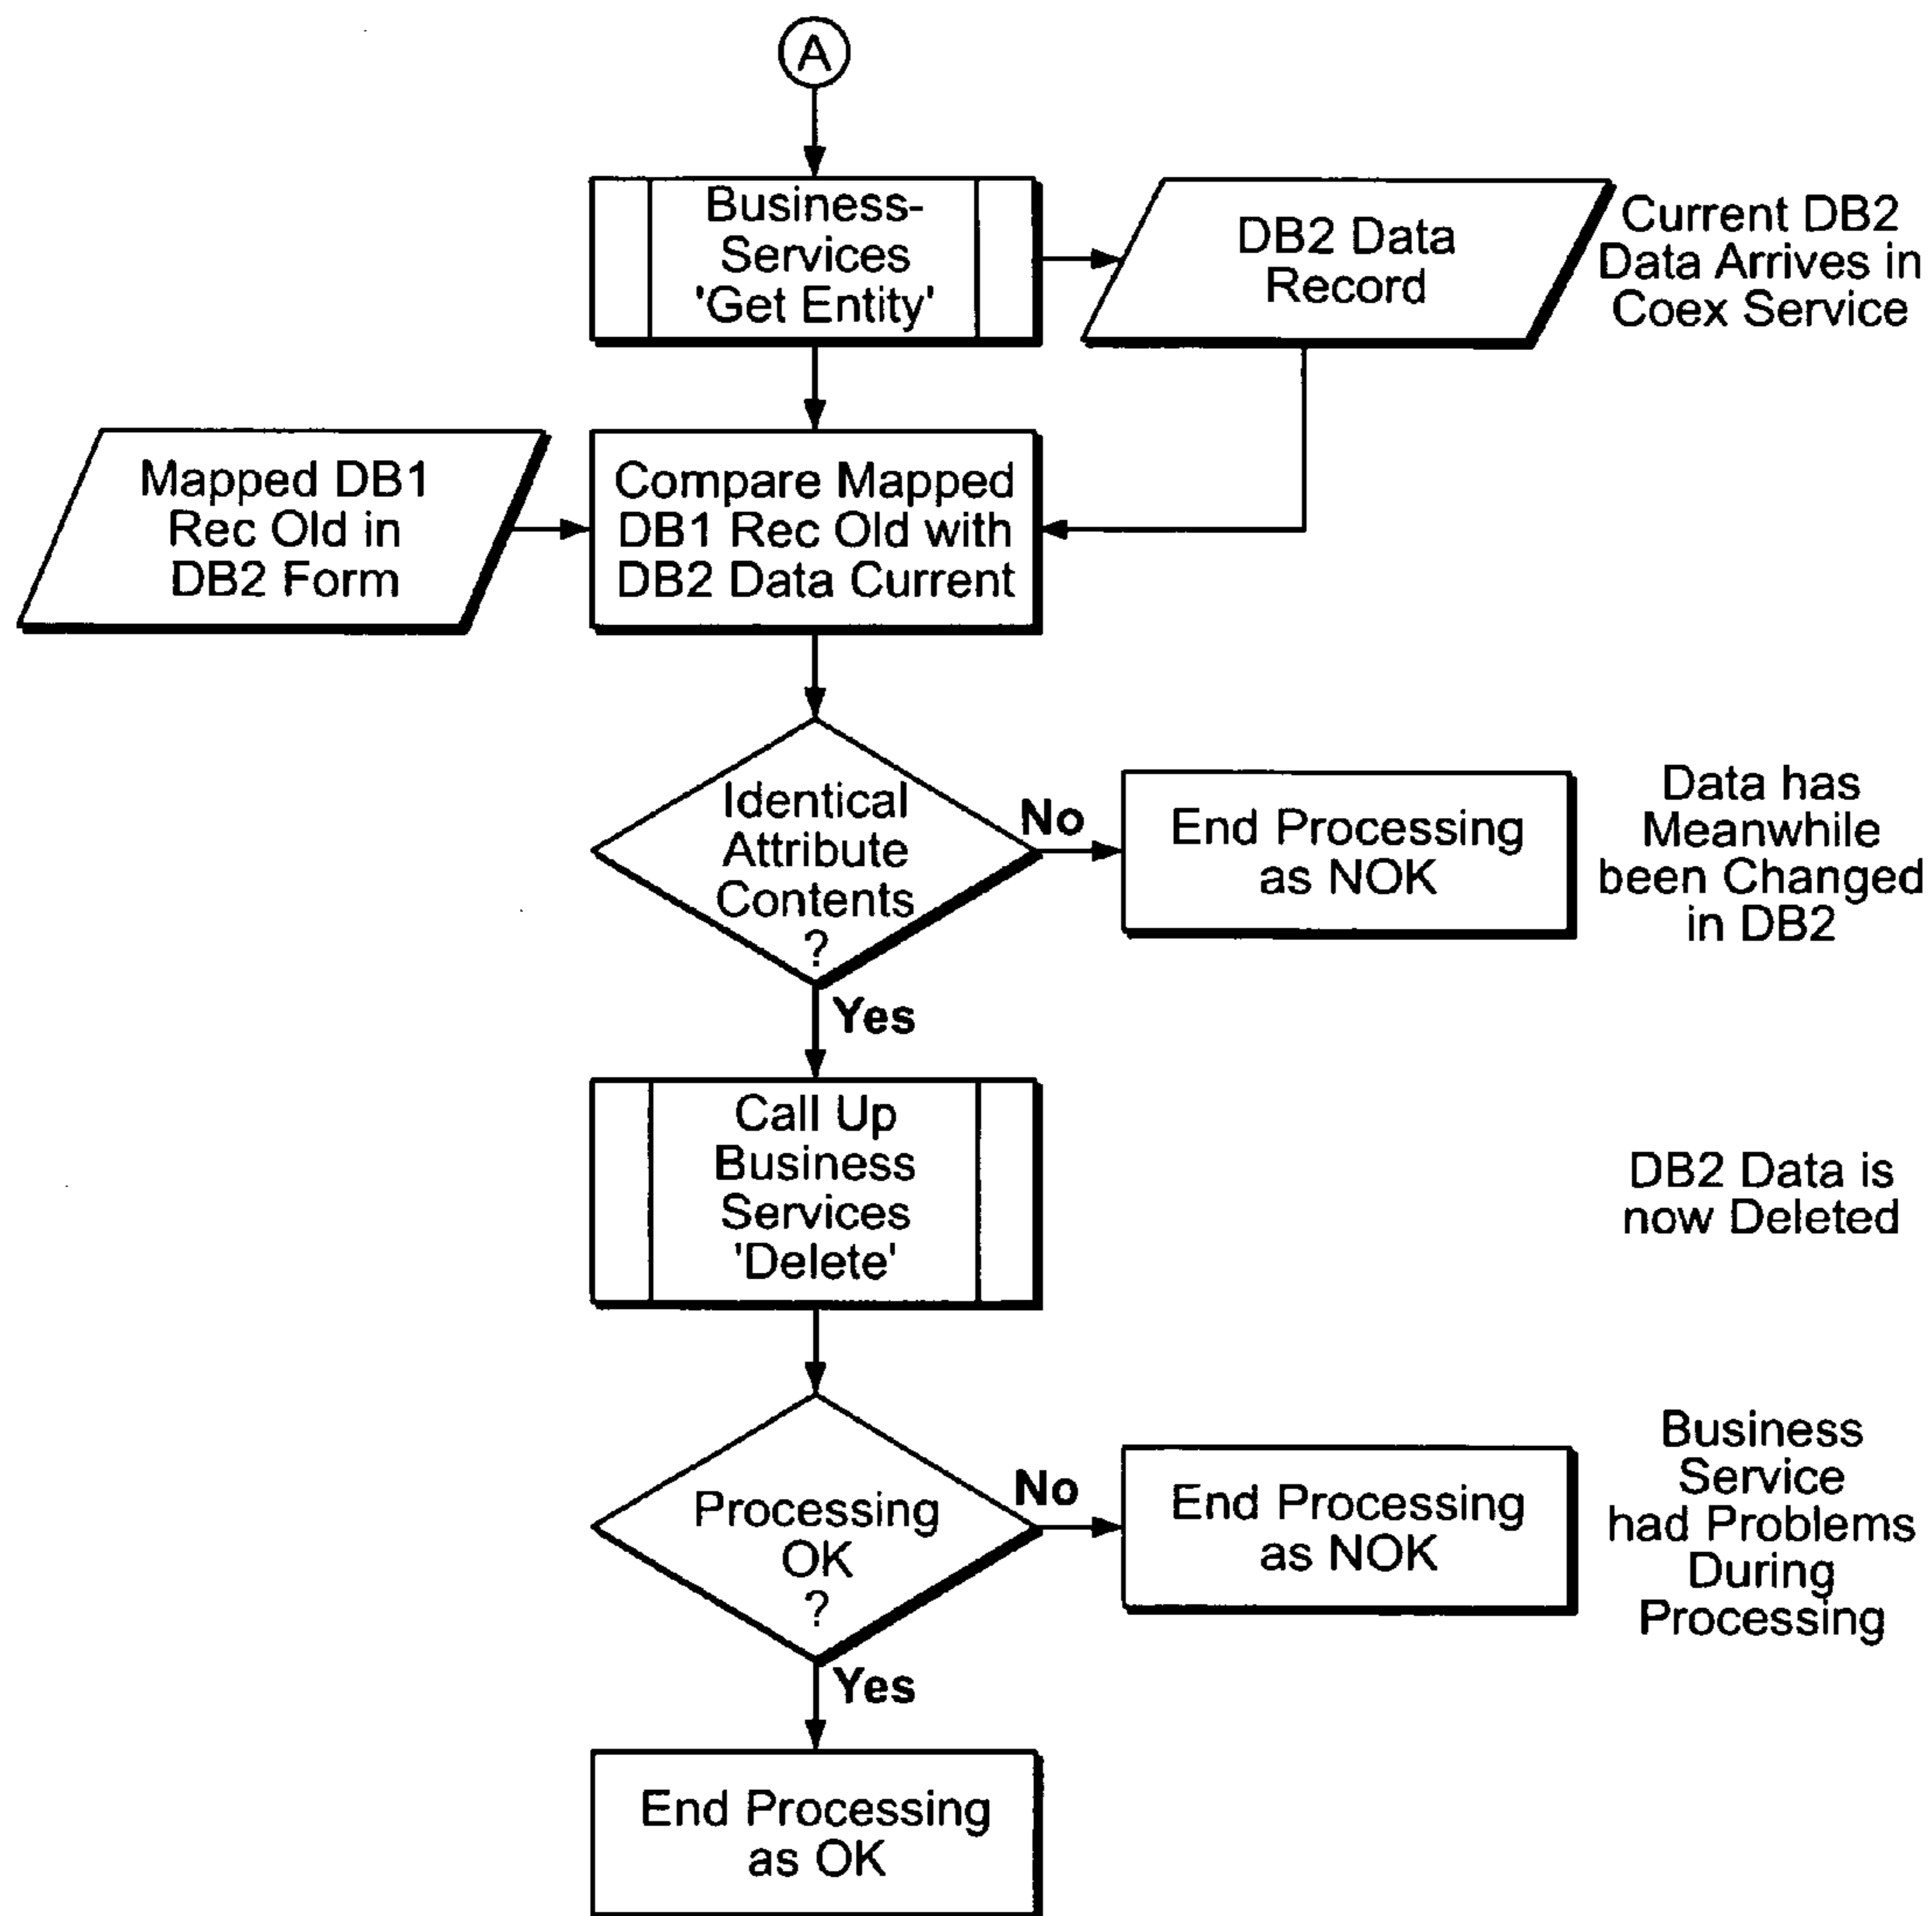 A
Business-
Services
'Get Entity'
DB2 Data
Record
Current DB2
Data Arrives in
Coex Service
Mapped DB1
Rec Old in
DB2 Form
Compare Mapped
DB1 Rec Old with
DB2 Data Current
Identical
Attribute
Contents
?
No
End Processing
as NOK
Data has
Meanwhile
been Changed
in DB2
Yes
Call Up
Business
Services
'Delete'
DB2 Data is
now Deleted
Processing
OK
?
No
End Processing
as NOK
Business
Service
had Problems
During
Processing
Yes
End Processing
as OK